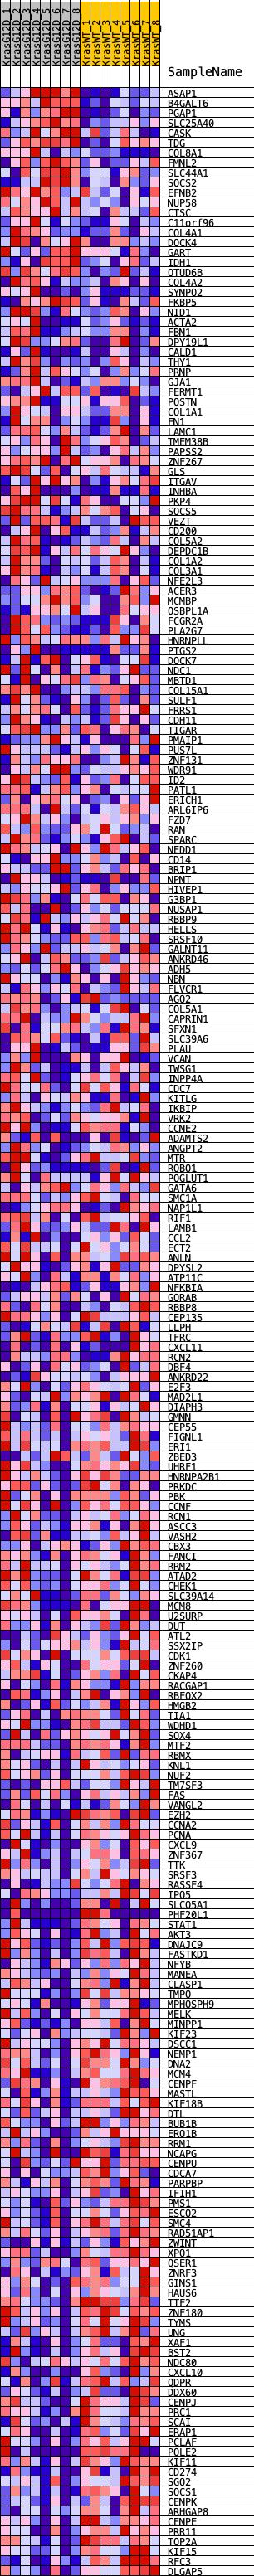 KrasG12D_1
KrasG12D_2
KrasG12D_3
KrasG12D_4
KrasG12D_5
KrasG12D_6
KrasG12D_7
KrasG12D_8
KrasWT_1
KrasWT_2
KrasWT_3
KrasWT_4
KrasWT_5
KrasWT_6
KrasWT_7
KrasWT_8
SampleName
ASAP1
B4GALT6
PGAP1
SLC25A40
CASK
TDG
COL8A1
FMNL2
SLC44A1
SOCS2
EFNB2
NUP58
CTSC
C11orf96
COL4A1
DOCK4
GART
IDH1
OTUD6B
COL4A2
SYNPO2
FKBP5
NID1
ACTA2
FBN1
DPY19L1
CALD1
THY1
PRNP
GJA1
FERMT1
POSTN
COL1A1
FN1
LAMC1
TMEM38B
PAPSS2
ZNF267
GLS
ITGAV
INHBA
PKP4
SOCS5
VEZT
CD200
COL5A2
DEPDC1B
COL1A2
COL3A1
NFE2L3
ACER3
MCMBP
OSBPL1A
FCGR2A
PLA2G7
HNRNPLL
PTGS2
DOCK7
NDC1
MBTD1
COL15A1
SULF1
FRRS1
CDH11
TIGAR
PMAIP1
PUS7L
ZNF131
WDR91
ID2
PATL1
ERICH1
ARL6IP6
FZD7
RAN
SPARC
NEDD1
CD14
BRIP1
NPNT
HIVEP1
G3BP1
NUSAP1
RBBP9
HELLS
SRSF10
GALNT11
ANKRD46
ADH5
NBN
FLVCR1
AGO2
COL5A1
CAPRIN1
SFXN1
SLC39A6
PLAU
VCAN
TWSG1
INPP4A
CDC7
KITLG
IKBIP
VRK2
CCNE2
ADAMTS2
ANGPT2
MTR
ROBO1
POGLUT1
GATA6
SMC1A
NAP1L1
RIF1
LAMB1
CCL2
ECT2
ANLN
DPYSL2
ATP11C
NFKBIA
GORAB
RBBP8
CEP135
LLPH
TFRC
CXCL11
RCN2
DBF4
ANKRD22
E2F3
MAD2L1
DIAPH3
GMNN
CEP55
FIGNL1
ERI1
ZBED3
UHRF1
HNRNPA2B1
PRKDC
PBK
CCNF
RCN1
ASCC3
VASH2
CBX3
FANCI
RRM2
ATAD2
CHEK1
SLC39A14
MCM8
U2SURP
DUT
ATL2
SSX2IP
CDK1
ZNF260
CKAP4
RACGAP1
RBFOX2
HMGB2
TIA1
WDHD1
SOX4
MTF2
RBMX
KNL1
NUF2
TM7SF3
FAS
VANGL2
EZH2
CCNA2
PCNA
CXCL9
ZNF367
TTK
SRSF3
RASSF4
IPO5
SLCO5A1
PHF20L1
STAT1
AKT3
DNAJC9
FASTKD1
NFYB
MANEA
CLASP1
TMPO
MPHOSPH9
MELK
MINPP1
KIF23
DSCC1
NEMP1
DNA2
MCM4
CENPF
MASTL
KIF18B
DTL
BUB1B
ERO1B
RRM1
NCAPG
CENPU
CDCA7
PARPBP
IFIH1
PMS1
ESCO2
SMC4
RAD51AP1
ZWINT
XPO1
OSER1
ZNRF3
GINS1
HAUS6
TTF2
ZNF180
TYMS
UNG
XAF1
BST2
NDC80
CXCL10
QDPR
DDX60
CENPJ
PRC1
SCAI
ERAP1
PCLAF
POLE2
KIF11
CD274
SGO2
SOCS1
CENPK
ARHGAP8
CENPE
PRR11
TOP2A
KIF15
RFC3
DLGAP5